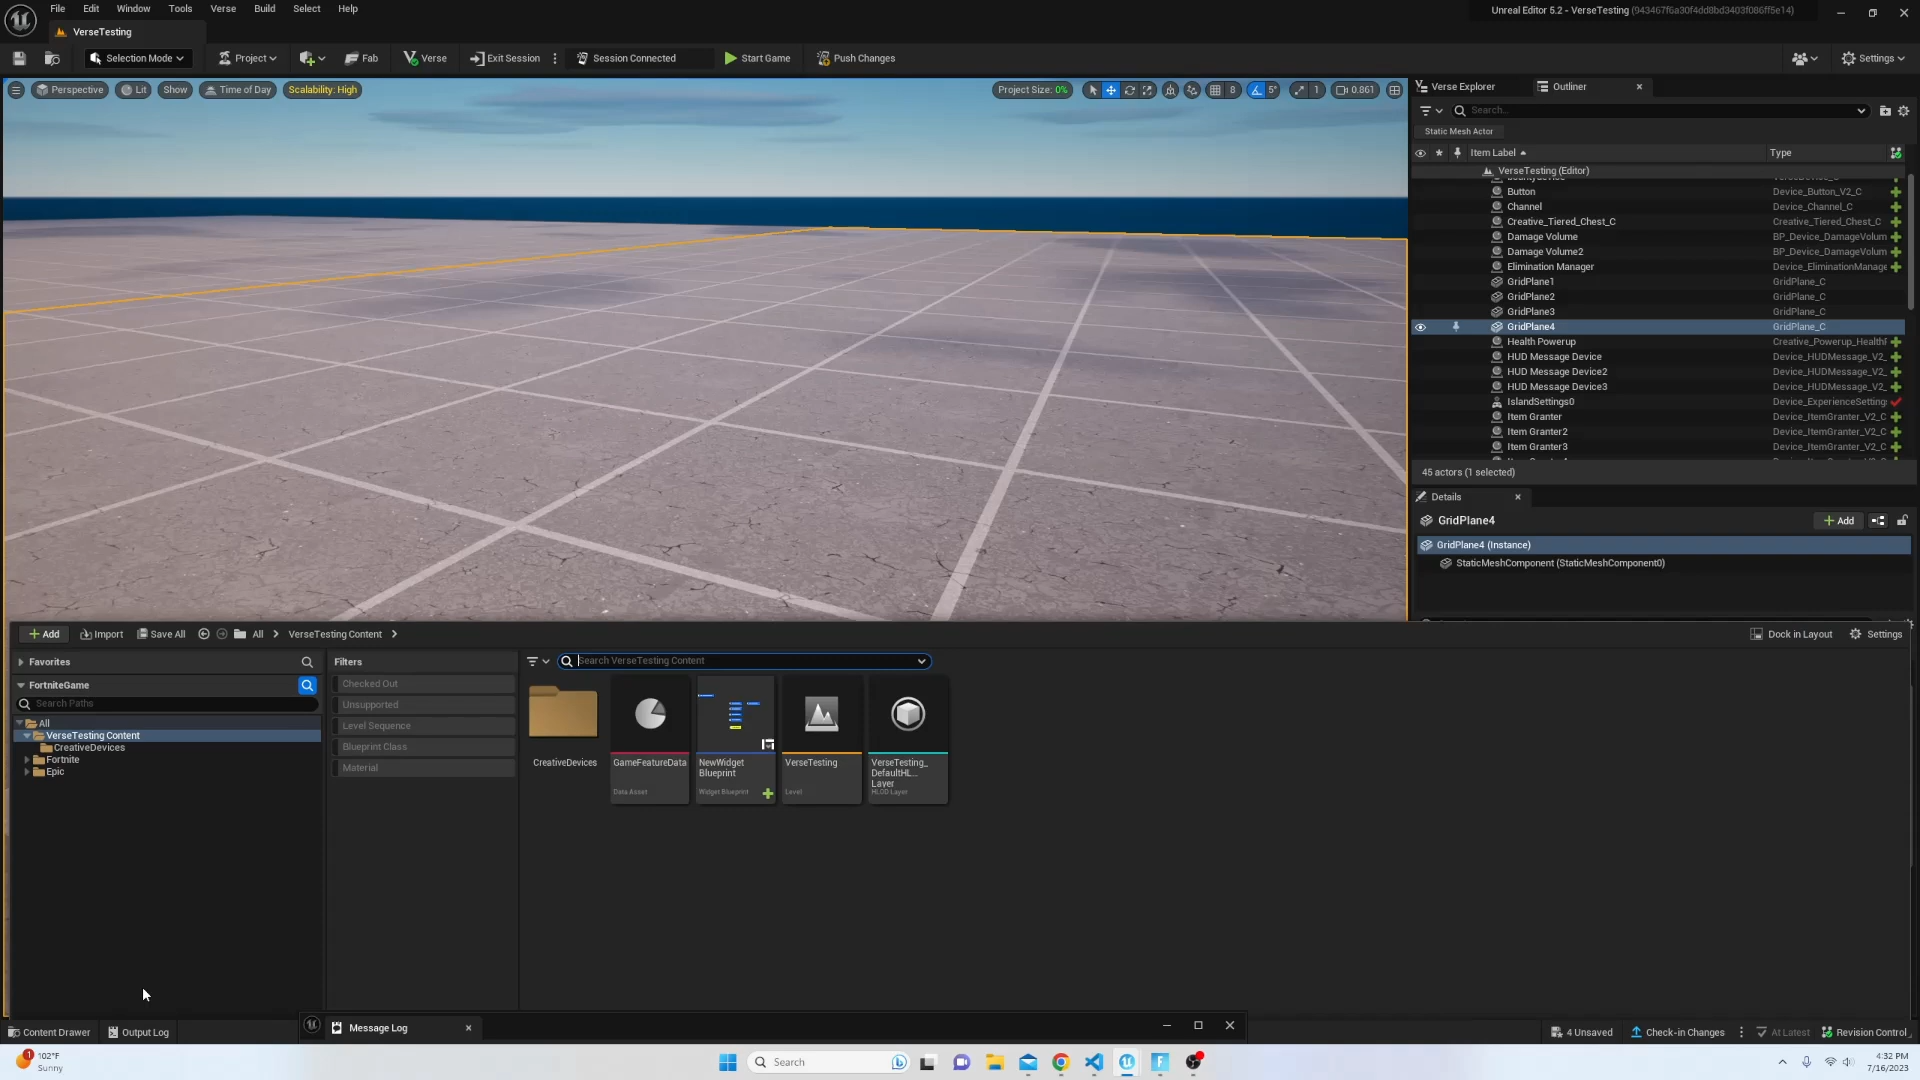 File Edit Window Tools Verse Build Select Help
Unreal Editor 5.2 - VerseTesting (943467f6a30f4dd8bd3403f086ff5e14)
VerseTesting
Selection Mode Project Fab Verse Exit Session Session Connected Start Game Push Changes Settings
Perspective Lit Show Time of Day Scalability: High Project Size: 0% 8 5° 1 0.861
Verse Explorer Outliner
Search...
Static Mesh Actor
Item Label Type
VerseTesting (Editor)
Button Device_Button_V2_C
Channel Device_Channel_C
Creative_Tiered_Chest_C Creative_Tiered_Chest_C
Damage Volume BP_Device_DamageVolum
Damage Volume2 BP_Device_DamageVolum
Elimination Manager Device_EliminationManage
GridPlane1 GridPlane_C
GridPlane2 GridPlane_C
GridPlane3 GridPlane_C
GridPlane4 GridPlane_C
Health Powerup Creative_Powerup_Health
HUD Message Device Device_HUDMessage_V2_
HUD Message Device2 Device_HUDMessage_V2_
HUD Message Device3 Device_HUDMessage_V2_
IslandSettings0 Device_ExperienceSetting
Item Granter Device_ItemGranter_V2_C
Item Granter2 Device_ItemGranter_V2_C
Item Granter3 Device_ItemGranter_V2_C
45 actors (1 selected)
Details
GridPlane4 Add
GridPlane4 (Instance)
StaticMeshComponent (StaticMeshComponent0)
Add Import Save All All VerseTesting Content Dock in Layout Settings
Favorites
FortniteGame
Search Paths
All
VerseTesting Content
CreativeDevices
Fortnite
Epic
Filters
Checked Out
Unsupported
Level Sequence
Blueprint Class
Material
Search VerseTesting Content
CreativeDevices
GameFeatureData
Data Asset
NewWidget
Blueprint
Widget Blueprint
VerseTesting
Level
VerseTesting_
DefaultHL...
Layer
HLOD Layer
Content Drawer Output Log Message Log 4 Unsaved Check-in Changes At Latest Revision Control
1
102°F
Sunny
Search
4:32 PM
7/16/2023